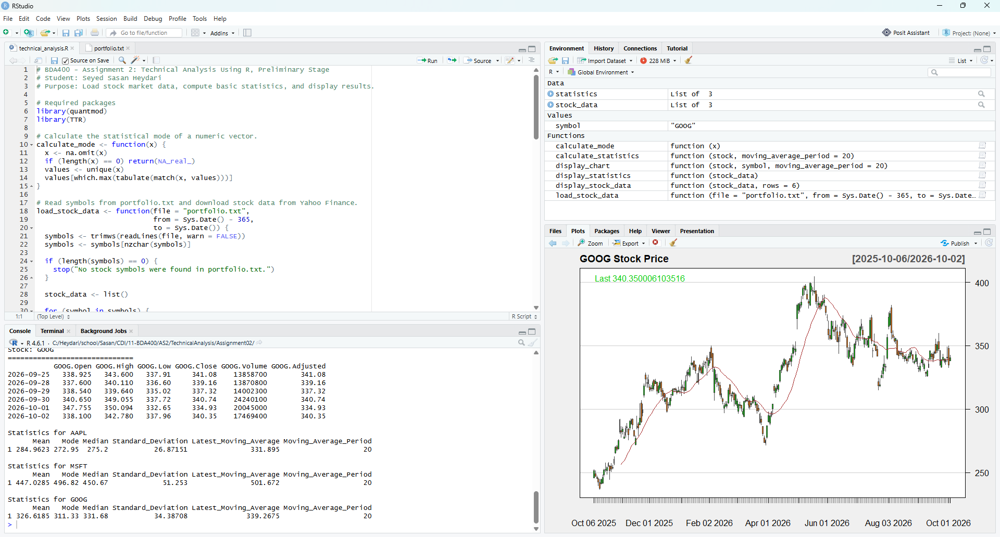 RStudio
File Edit Code View Plots Session Build Debug Profile Tools Help
Go to file/function Addins Posit Assistant Project: (None)
technical_analysis.R portfolio.txt
Source on Save Run Source
1 # BDA400 - Assignment 2: Technical Analysis Using R, Preliminary Stage
2 # Student: Seyed Sasan Heydari
3 # Purpose: Load stock market data, compute basic statistics, and display results.
4
5 # Required packages
6 library(quantmod)
7 library(TTR)
8
9 # Calculate the statistical mode of a numeric vector.
10 calculate_mode <- function(x) {
11 x <- na.omit(x)
12 if (length(x) == 0) return(NA_real_)
13 values <- unique(x)
14 values[which.max(tabulate(match(x, values)))]
15 }
16
17 # Read symbols from portfolio.txt and download stock data from Yahoo Finance.
18 load_stock_data <- function(file = "portfolio.txt",
19 from = Sys.Date() - 365,
20 to = Sys.Date()) {
21 symbols <- trimws(readLines(file, warn = FALSE))
22 symbols <- symbols[nzchar(symbols)]
23
24 if (length(symbols) == 0) {
25 stop("No stock symbols were found in portfolio.txt.")
26 }
27
28 stock_data <- list()
29
30 for (symbol in symbols) {
1:1 (Top Level) R Script
Console Terminal Background Jobs
R 4.6.1 · C:/Heydari/school/Sasan/CDI/11-BDA400/AS2/TechnicalAnalysis/Assignment02/
Stock: GOOG
==============================
GOOG.Open GOOG.High GOOG.Low GOOG.Close GOOG.Volume GOOG.Adjusted
2026-09-25 338.925 343.600 337.91 341.08 13858700 341.08
2026-09-28 337.600 340.110 336.60 339.16 13870800 339.16
2026-09-29 338.540 339.640 335.02 337.32 14002300 337.32
2026-09-30 340.650 349.055 337.72 340.74 24240100 340.74
2026-10-01 347.755 350.094 332.65 334.93 20045000 334.93
2026-10-02 338.100 342.780 337.96 340.35 17469400 340.35
Statistics for AAPL
Mean Mode Median Standard_Deviation Latest_Moving_Average Moving_Average_Period
1 284.9623 272.95 275.2 26.87151 331.895 20
Statistics for MSFT
Mean Mode Median Standard_Deviation Latest_Moving_Average Moving_Average_Period
1 447.0285 496.82 450.67 51.253 501.672 20
Statistics for GOOG
Mean Mode Median Standard_Deviation Latest_Moving_Average Moving_Average_Period
1 326.6185 311.33 331.68 34.38708 339.2675 20
>
Environment History Connections Tutorial
Import Dataset 228 MiB List
R Global Environment
Data
statistics List of 3
stock_data List of 3
Values
symbol "GOOG"
Functions
calculate_mode function (x)
calculate_statistics function (stock, moving_average_period = 20)
display_chart function (stock, symbol, moving_average_period = 20)
display_statistics function (stock_data)
display_stock_data function (stock_data, rows = 6)
load_stock_data function (file = "portfolio.txt", from = Sys.Date() - 365, to = Sys.Date…
Files Plots Packages Help Viewer Presentation
Zoom Export Publish
GOOG Stock Price [2025-10-06/2026-10-02]
Last 340.350006103516
400
350
300
250
Oct 06 2025 Dec 01 2025 Feb 02 2026 Apr 01 2026 Jun 01 2026 Aug 03 2026 Oct 01 2026